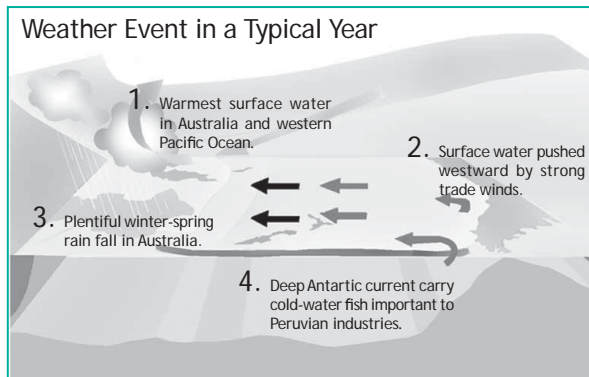 Weather Event in a Typical Year
1. Warmest surface water
in Australia and western
Pacific Ocean.
2. Surface water pushed
westward by strong
trade winds.
3. Plentiful winter-spring
rain fall in Australia.
4. Deep Antartic current carry
cold-water fish important to
Peruvian industries.